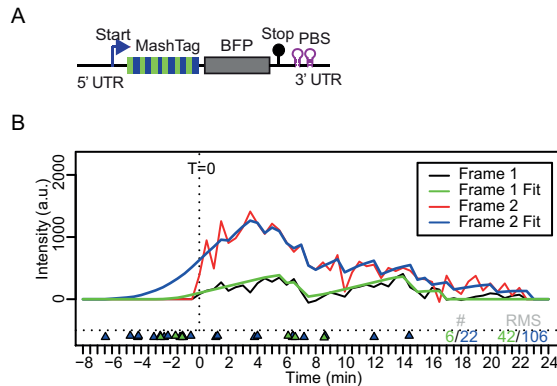 A
Start
MashTag
BFP
Stop
PBS
5' UTR
3' UTR
B
T=0
Frame 1
Frame 1 Fit
Frame 2
Frame 2 Fit
Intensity (a.u.)
2000
1000
0
# RMS
6/22 42/106
−8 −6 −4 −2 0 2 4 6 8 10 12 14 16 18 20 22 24
Time (min)